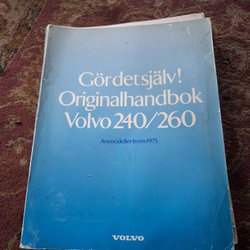 Gör det själv!
Originalhandbok
Volvo 240/260
Årsmodeller from 1975
VOLVO